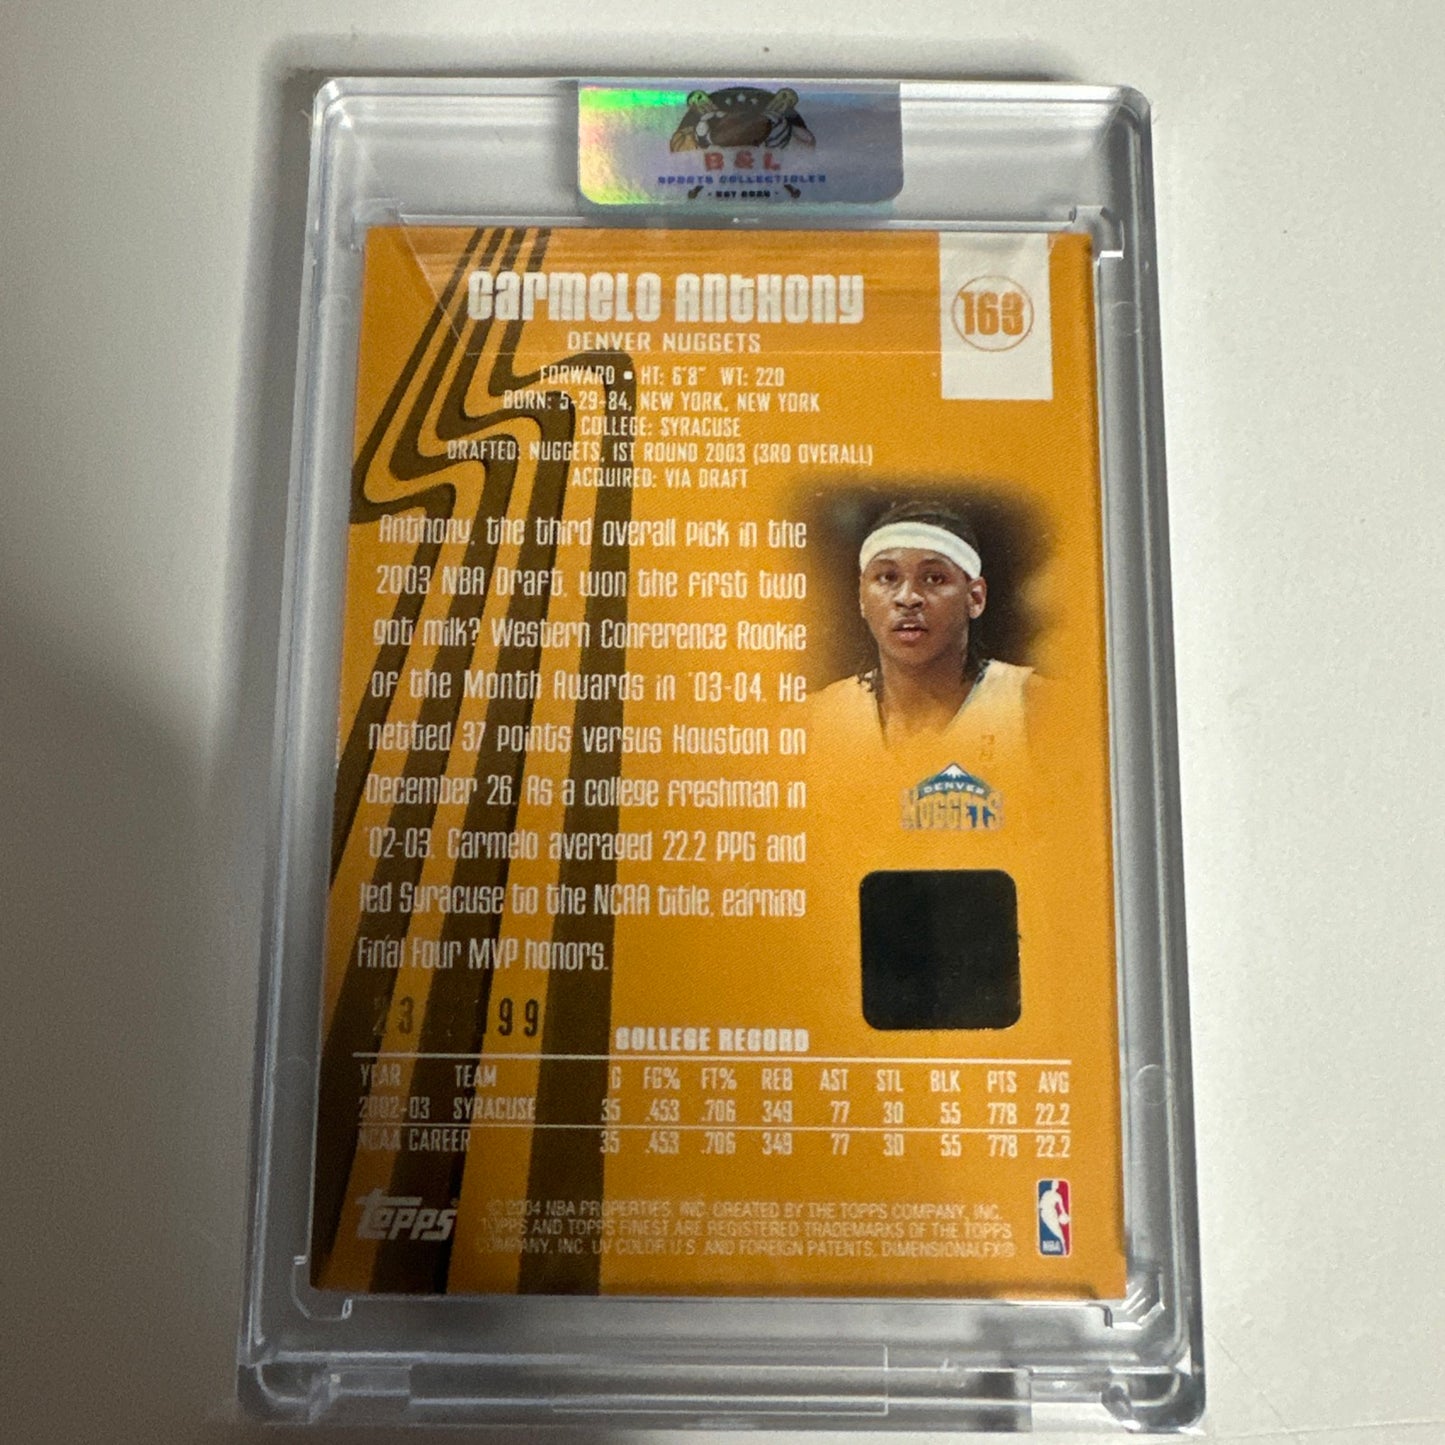 B & L
SPORTS COLLECTIBLES
Carmelo Anthony
163
DENVER NUGGETS
FORWARD • HT: 6'8" WT: 220
BORN: 5-29-84, NEW YORK, NEW YORK
COLLEGE: SYRACUSE
DRAFTED: NUGGETS, 1ST ROUND 2003 (3RD OVERALL)
ACQUIRED: VIA DRAFT
Anthony, the third overall pick in the
2003 NBA Draft, won the first two
got milk? Western Conference Rookie
of the Month Awards in '03-04. He
netted 37 points versus Houston on
December 26. As a college freshman in
'02-03, Carmelo averaged 22.2 PPG and
led Syracuse to the NCAA title, earning
Final Four MVP honors.
DENVER
NUGGETS
99
COLLEGE RECORD
YEAR TEAM G FG% FT% REB AST STL BLK PTS AVG
2002-03 SYRACUSE 35 .453 .706 349 77 30 55 778 22.2
NCAA CAREER 35 .453 .706 349 77 30 55 778 22.2
Topps
© 2004 NBA PROPERTIES, INC. CREATED BY THE TOPPS COMPANY, INC.
TOPPS AND TOPPS FINEST ARE REGISTERED TRADEMARKS OF THE TOPPS
COMPANY, INC. UV COLOR U.S. AND FOREIGN PATENTS, DIMENSIONALFX®
NBA